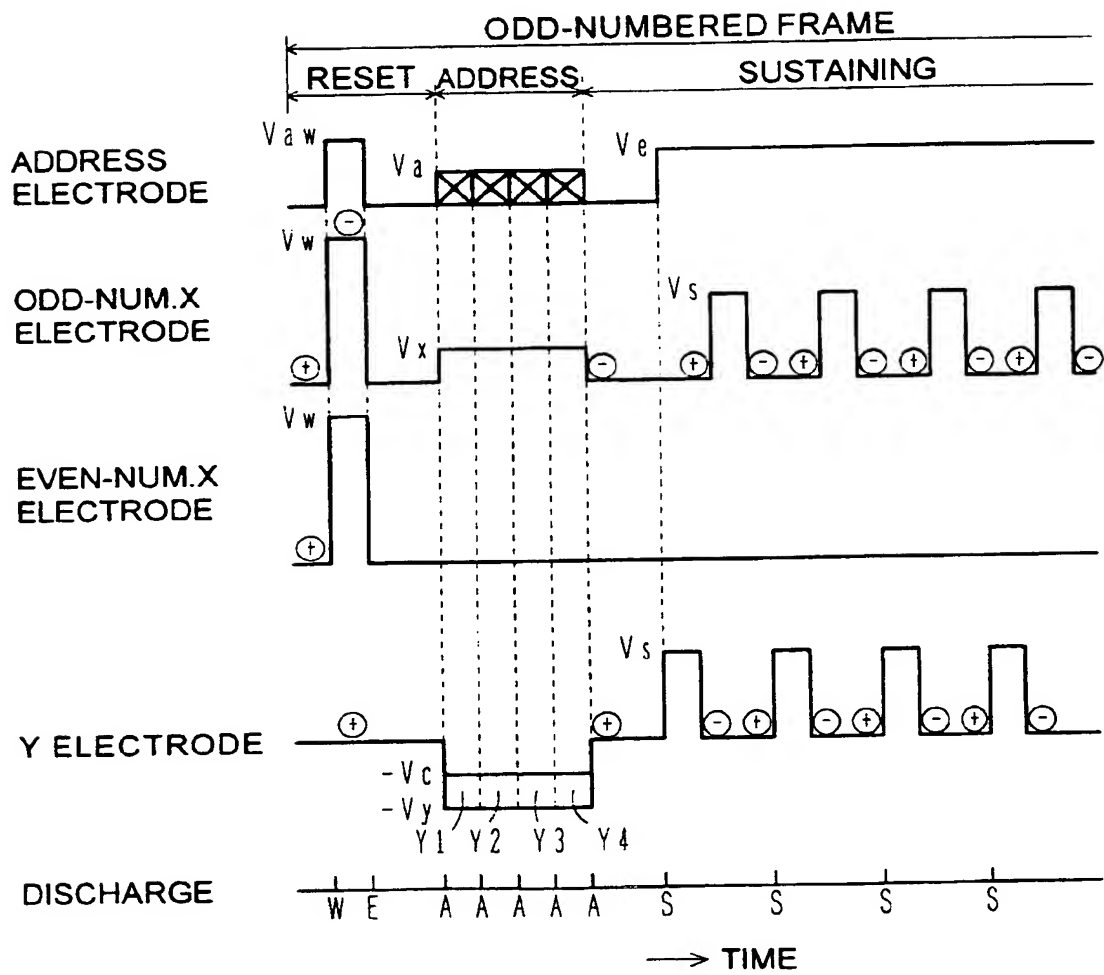 ODD-NUMBERED FRAME
RESET ADDRESS SUSTAINING
Vaw
Va
Ve
ADDRESS
ELECTRODE
-
Vw
ODD-NUM.X
ELECTRODE
Vs
Vx
+ - + - + - + - + -
Vw
EVEN-NUM.X
ELECTRODE
+
Vs
+ + - + - + - + -
Y ELECTRODE
-Vc
-Vy
Y1 Y2 Y3 Y4
DISCHARGE
W E A A A A A S S S S
→ TIME